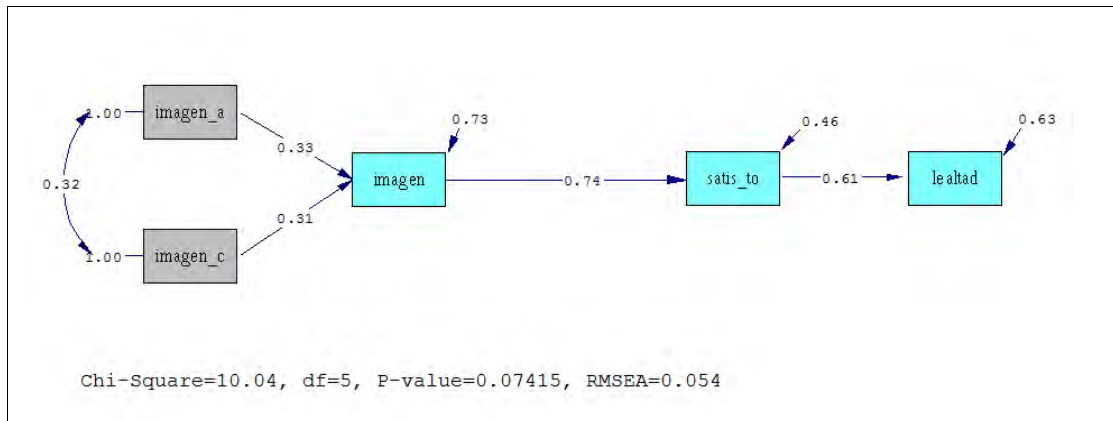 1.00
imagen_a
0.73
0.46
0.63
0.33
0.32
imagen
0.74
satis_to
0.61
lealtad
0.31
1.00
imagen_c
Chi-Square=10.04, df=5, P-value=0.07415, RMSEA=0.054